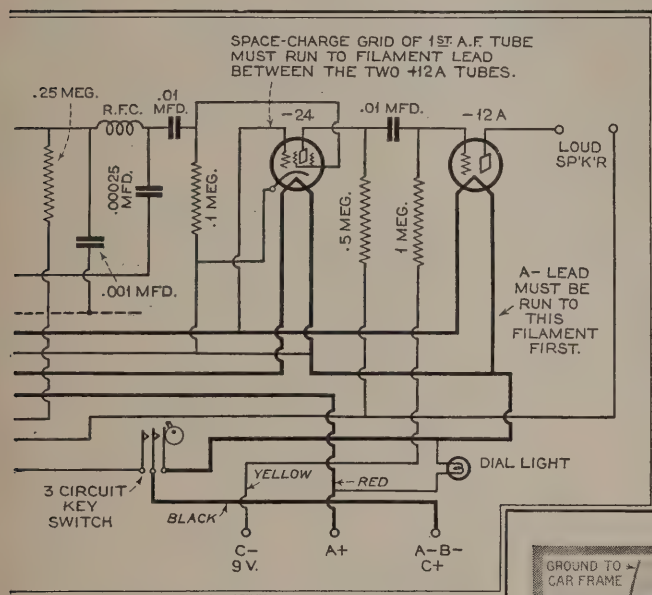 SPACE-CHARGE GRID OF 1ST. A.F. TUBE
MUST RUN TO FILAMENT LEAD
BETWEEN THE TWO +12A TUBES.
.25 MEG.
R.F.C.
.01
MFD.
-24
.01 MFD.
-12 A
LOUD
SP'K'R
.00025
MFD.
.1 MEG.
.5 MEG.
1 MEG.
.001 MFD.
A- LEAD
MUST BE
RUN TO
THIS
FILAMENT
FIRST.
3 CIRCUIT
KEY
SWITCH
YELLOW
RED
DIAL LIGHT
BLACK
C-
9 V.
A+
A-B-
C+
GROUND TO
CAR FRAME